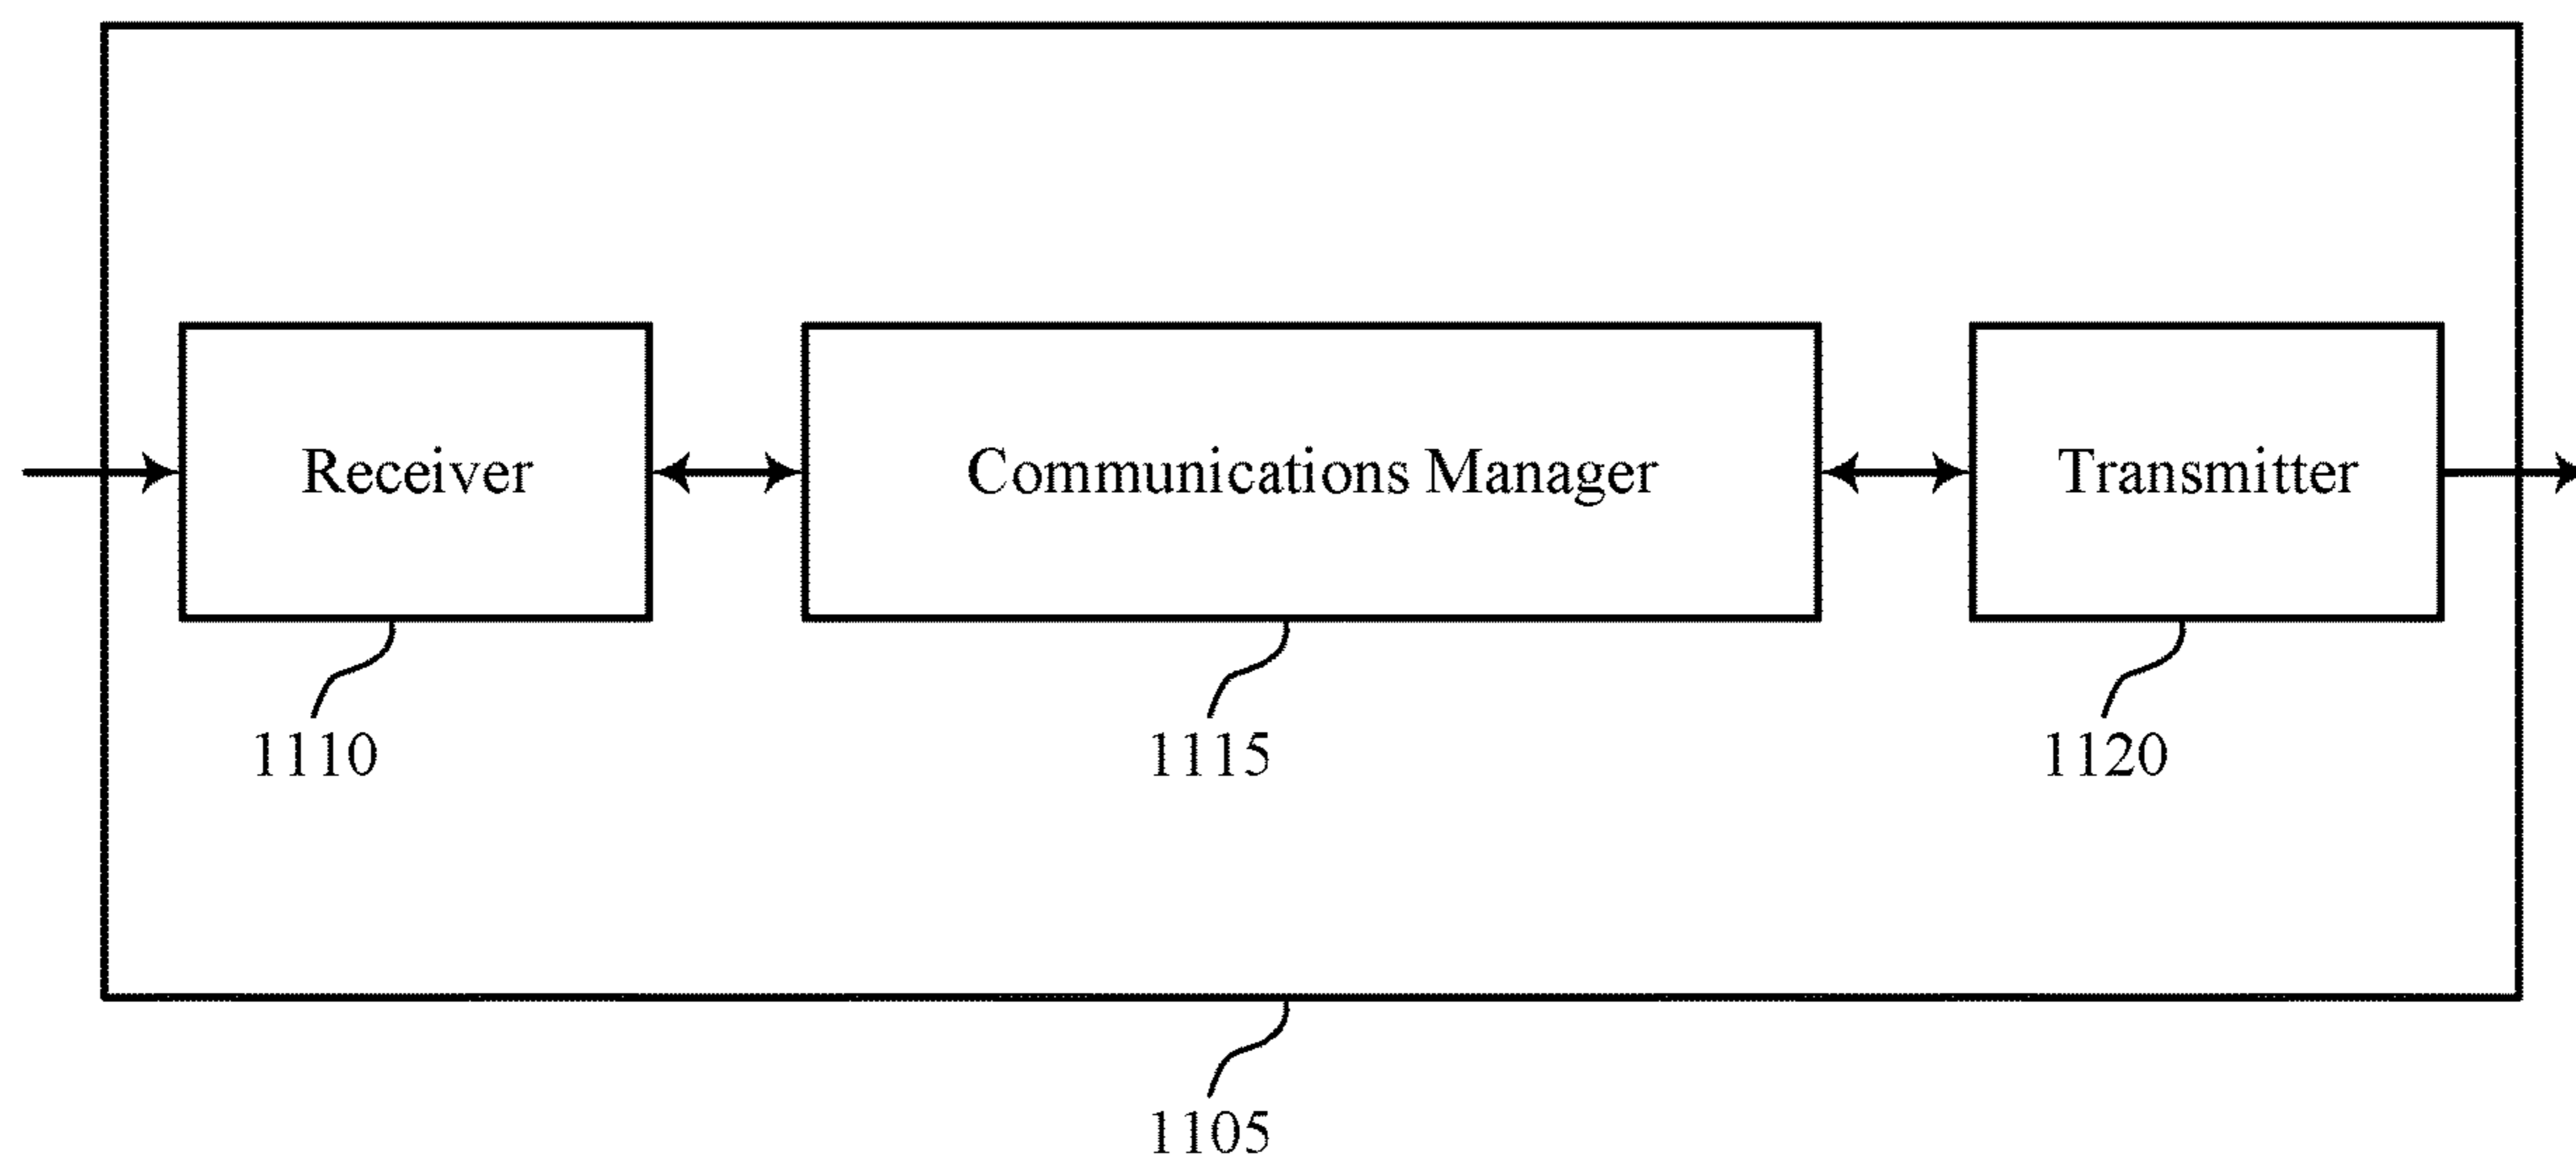 Receiver
Communications Manager
Transmitter
1110
1115
1120
1105